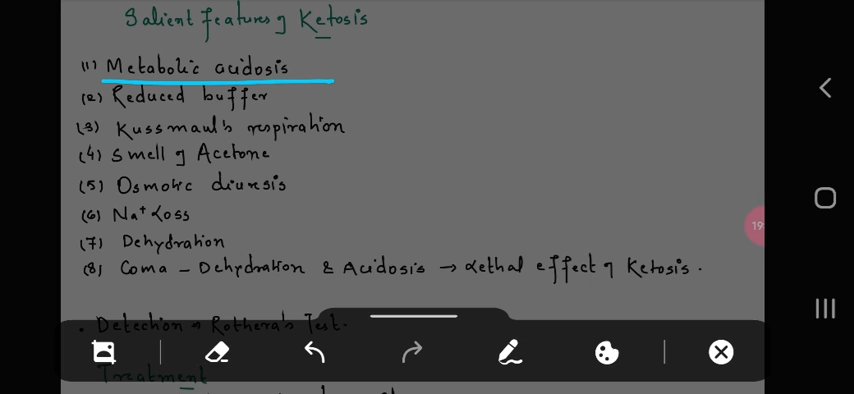 Salient features of Ketosis
(1) Metabolic acidosis
(2) Reduced buffer
(3) Kussmaul's respiration
(4) Smell of Acetone
(5) Osmotic diuresis
(6) Na+ Loss
(7) Dehydration
(8) Coma - Dehydration & Acidosis → Lethal effect of Ketosis.
19
• Detection → Rothera's Test.
Treatment